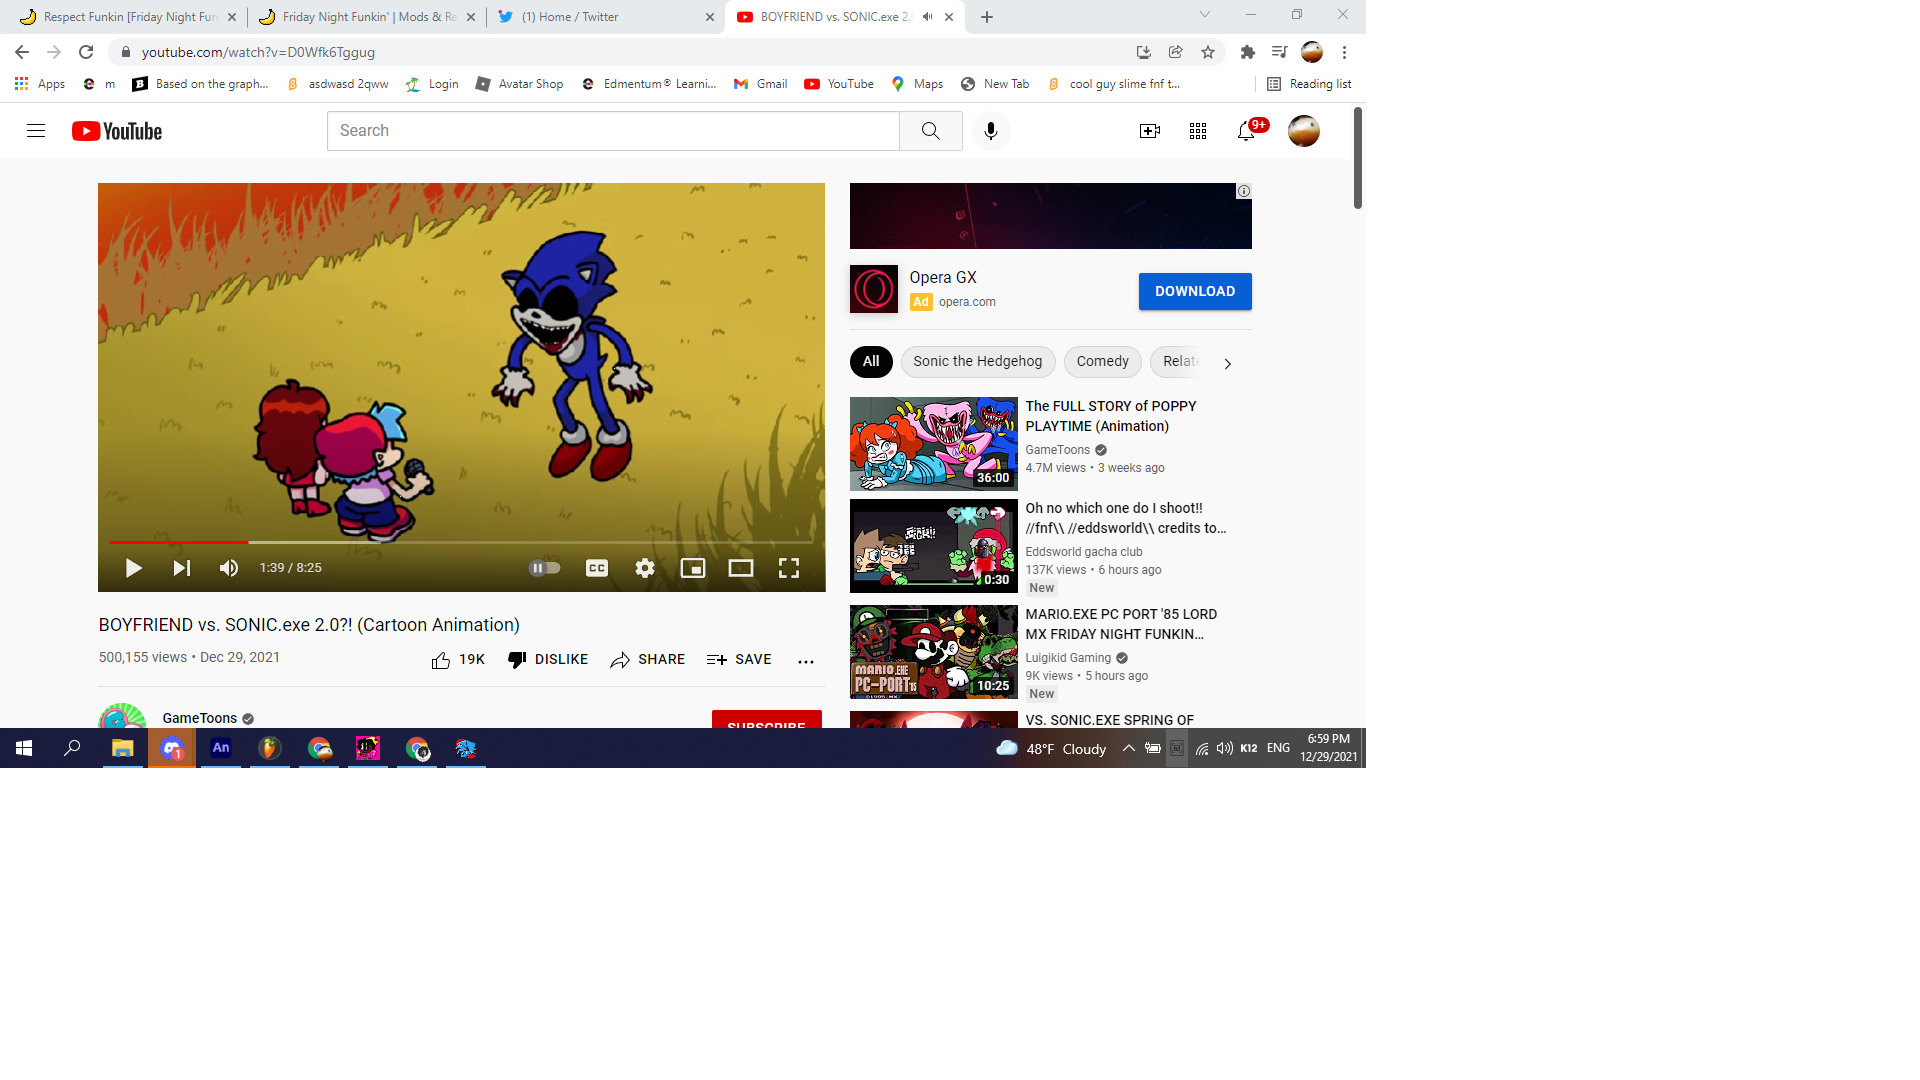 Respect Funkin [Friday Night Fun
Friday Night Funkin' | Mods & Re
(1) Home / Twitter
BOYFRIEND vs. SONIC.exe 2.0
youtube.com/watch?v=D0Wfk6Tggug
Apps
m
Based on the graph...
asdwasd 2qww
Login
Avatar Shop
Edmentum® Learni...
Gmail
YouTube
Maps
New Tab
cool guy slime fnf t...
Reading list
YouTube
Search
9+
Opera GX
Ad opera.com
DOWNLOAD
All
Sonic the Hedgehog
Comedy
Relate
The FULL STORY of POPPY
PLAYTIME (Animation)
GameToons
4.7M views • 3 weeks ago
36:00
Oh no which one do I shoot!!
//fnf\\ //eddsworld\\ credits to...
Eddsworld gacha club
137K views • 6 hours ago
New
0:30
MARIO.EXE PC PORT '85 LORD
MX FRIDAY NIGHT FUNKIN...
Luigikid Gaming
9K views • 5 hours ago
New
MARIO.EXE
PC-PORT'85
10:25
VS. SONIC.EXE SPRING OF
1:39 / 8:25
CC
BOYFRIEND vs. SONIC.exe 2.0?! (Cartoon Animation)
500,155 views • Dec 29, 2021
19K
DISLIKE
SHARE
SAVE
GameToons
SUBSCRIBE
1
An
48°F Cloudy
K12
ENG
6:59 PM
12/29/2021